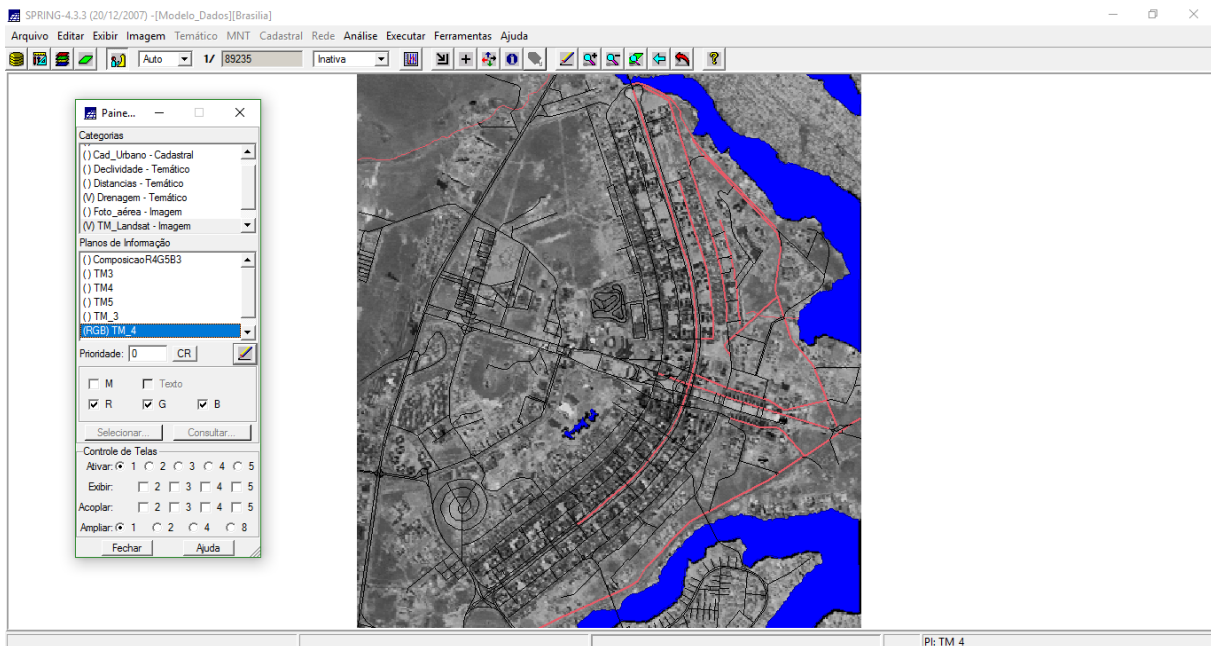 SPRING-4.3.3 (20/12/2007) -[Modelo_Dados][Brasilia]
Arquivo Editar Exibir Imagem Temático MNT Cadastral Rede Análise Executar Ferramentas Ajuda
Auto 1/ 89235 Inativa
Paine...
Categorias
() Cad_Urbano - Cadastral
() Declividade - Temático
() Distancias - Temático
(V) Drenagem - Temático
() Foto_aérea - Imagem
(V) TM_Landsat - Imagem
Planos de Informação
() ComposicaoR4G5B3
() TM3
() TM4
() TM5
() TM_3
(RGB) TM_4
Prioridade: 0 CR
M Texto
R G B
Selecionar... Consultar...
Controle de Telas
Ativar: 1 2 3 4 5
Exibir: 2 3 4 5
Acoplar: 2 3 4 5
Ampliar: 1 2 4 8
Fechar Ajuda
PI: TM_4